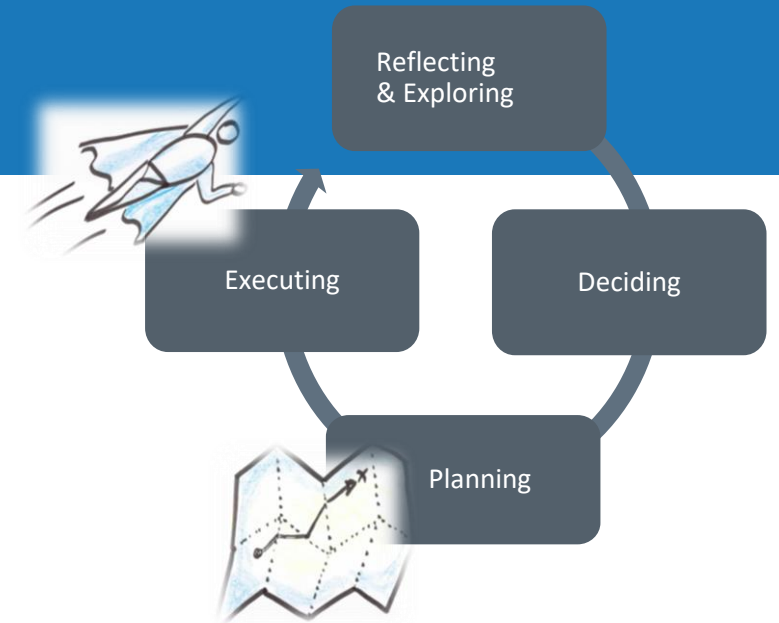 Reflecting
& Exploring
Executing
Deciding
Planning